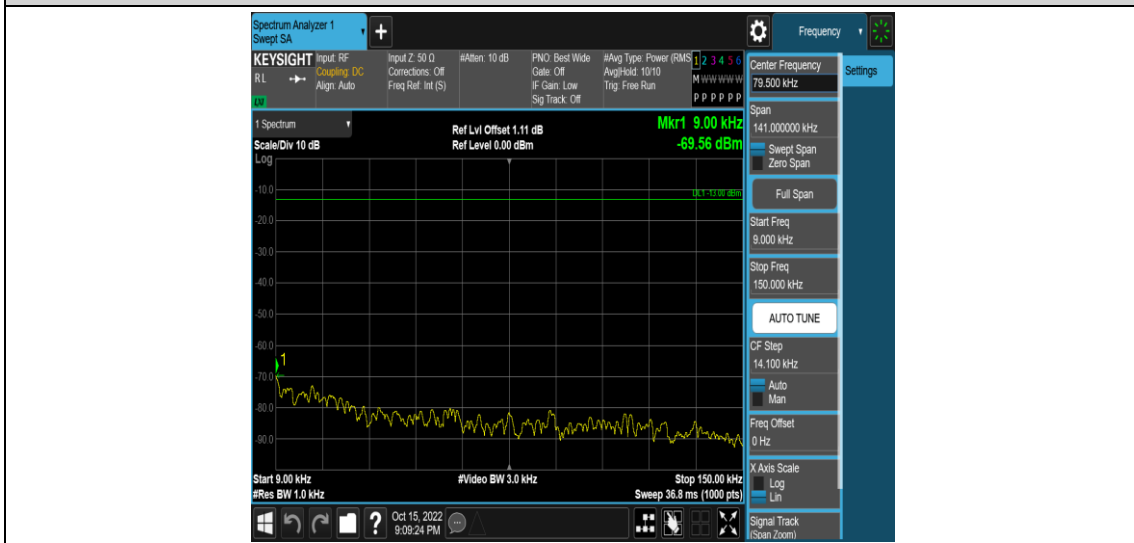 Spectrum Analyzer 1
Swept SA
+
Frequency
KEYSIGHT
RL
LXI
Input: RF
Coupling: DC
Align: Auto
Input Z: 50 Ω
Corrections: Off
Freq Ref: Int (S)
#Atten: 10 dB
PNO: Best Wide
Gate: Off
IF Gain: Low
Sig Track: Off
#Avg Type: Power (RMS
Avg|Hold: 10/10
Trig: Free Run
1 2 3 4 5 6
M W W W W W
P P P P P P
1 Spectrum
Scale/Div 10 dB
Log
Ref Lvl Offset 1.11 dB
Ref Level 0.00 dBm
Mkr1 9.00 kHz
-69.56 dBm
DL1 -13.00 dBm
-10.0
-20.0
-30.0
-40.0
-50.0
-60.0
1
-70.0
-80.0
-90.0
Start 9.00 kHz
#Res BW 1.0 kHz
#Video BW 3.0 kHz
Stop 150.00 kHz
Sweep 36.8 ms (1000 pts)
?
Oct 15, 2022
9:09:24 PM
Center Frequency
79.500 kHz
Settings
Span
141.000000 kHz
Swept Span
Zero Span
Full Span
Start Freq
9.000 kHz
Stop Freq
150.000 kHz
AUTO TUNE
CF Step
14.100 kHz
Auto
Man
Freq Offset
0 Hz
X Axis Scale
Log
Lin
Signal Track
(Span Zoom)